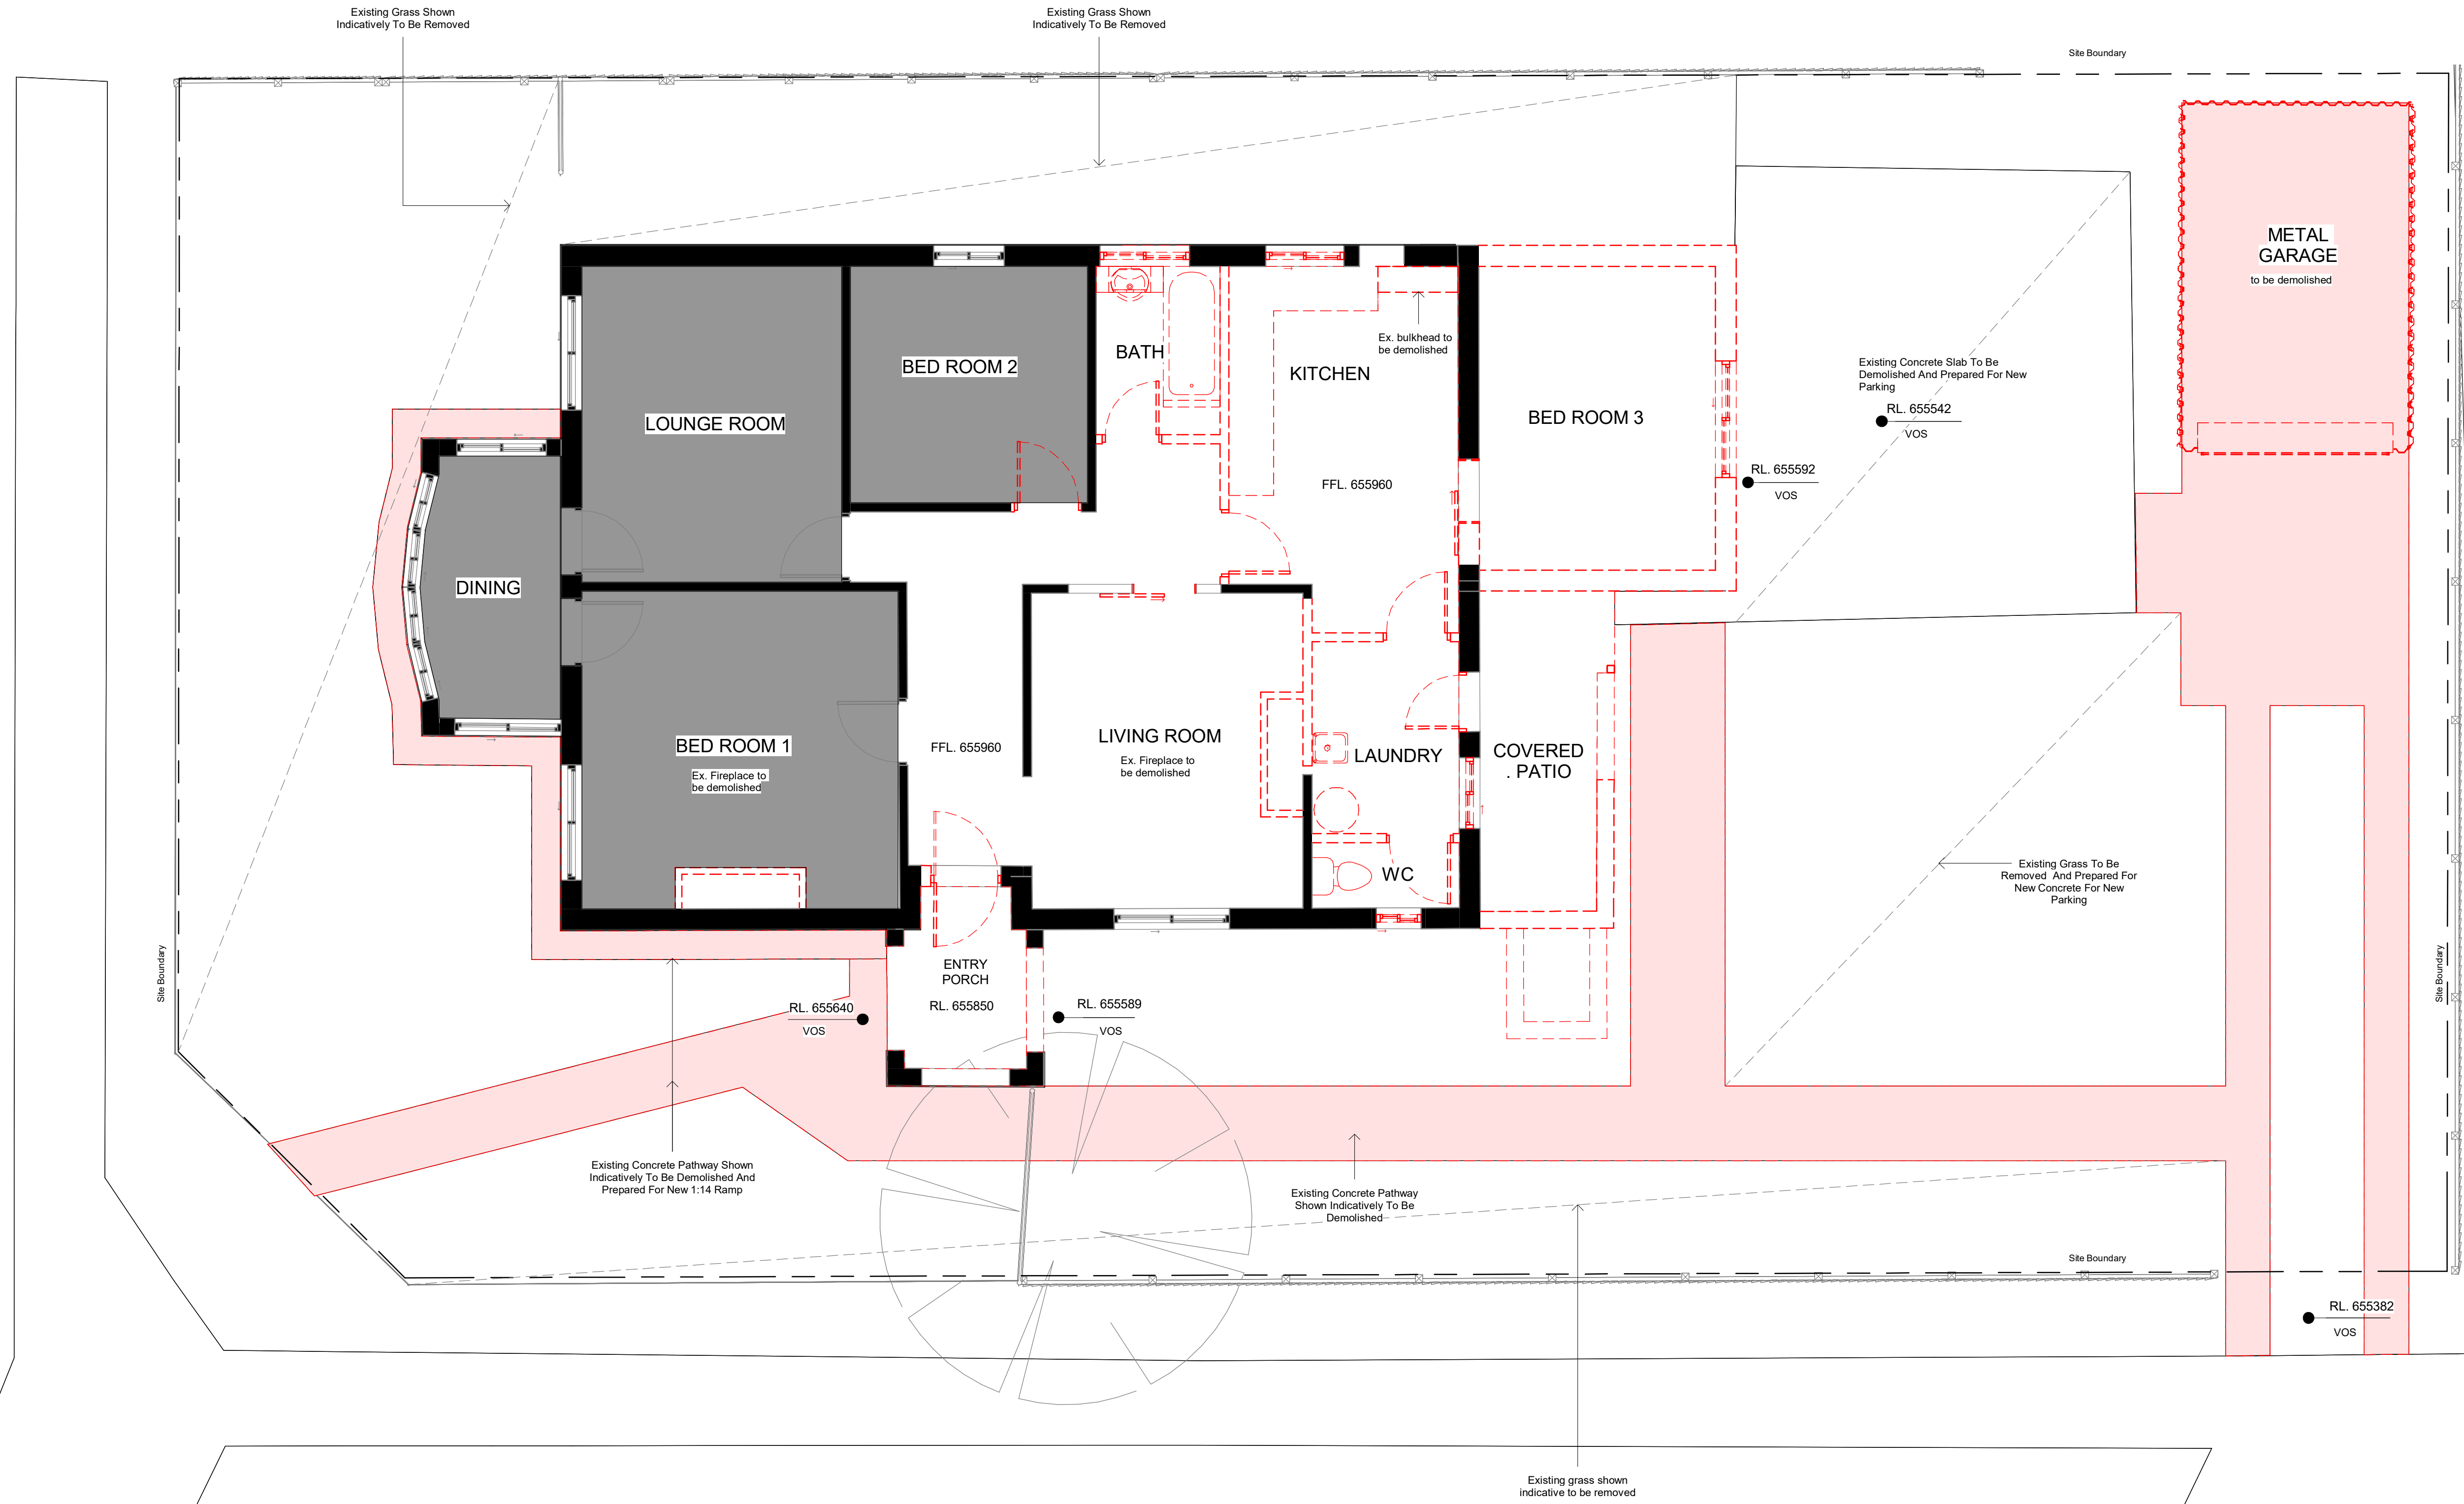 Existing Grass Shown
Indicatively To Be Removed
Existing Grass Shown
Indicatively To Be Removed
Site Boundary
METAL
GARAGE
to be demolished
BED ROOM 2
BATH
Ex. bulkhead to
be demolished
KITCHEN
Existing Concrete Slab To Be
Demolished And Prepared For New
Parking
RL. 655542
VOS
LOUNGE ROOM
BED ROOM 3
RL. 655592
VOS
FFL. 655960
DINING
BED ROOM 1
Ex. Fireplace to
be demolished
FFL. 655960
LIVING ROOM
Ex. Fireplace to
be demolished
LAUNDRY
COVERED
. PATIO
WC
Existing Grass To Be
Removed And Prepared For
New Concrete For New
Parking
Site Boundary
Site Boundary
ENTRY
PORCH
RL. 655850
RL. 655640
VOS
RL. 655589
VOS
Existing Concrete Pathway Shown
Indicatively To Be Demolished And
Prepared For New 1:14 Ramp
Existing Concrete Pathway
Shown Indicatively To Be
Demolished
Site Boundary
RL. 655382
VOS
Existing grass shown
indicative to be removed